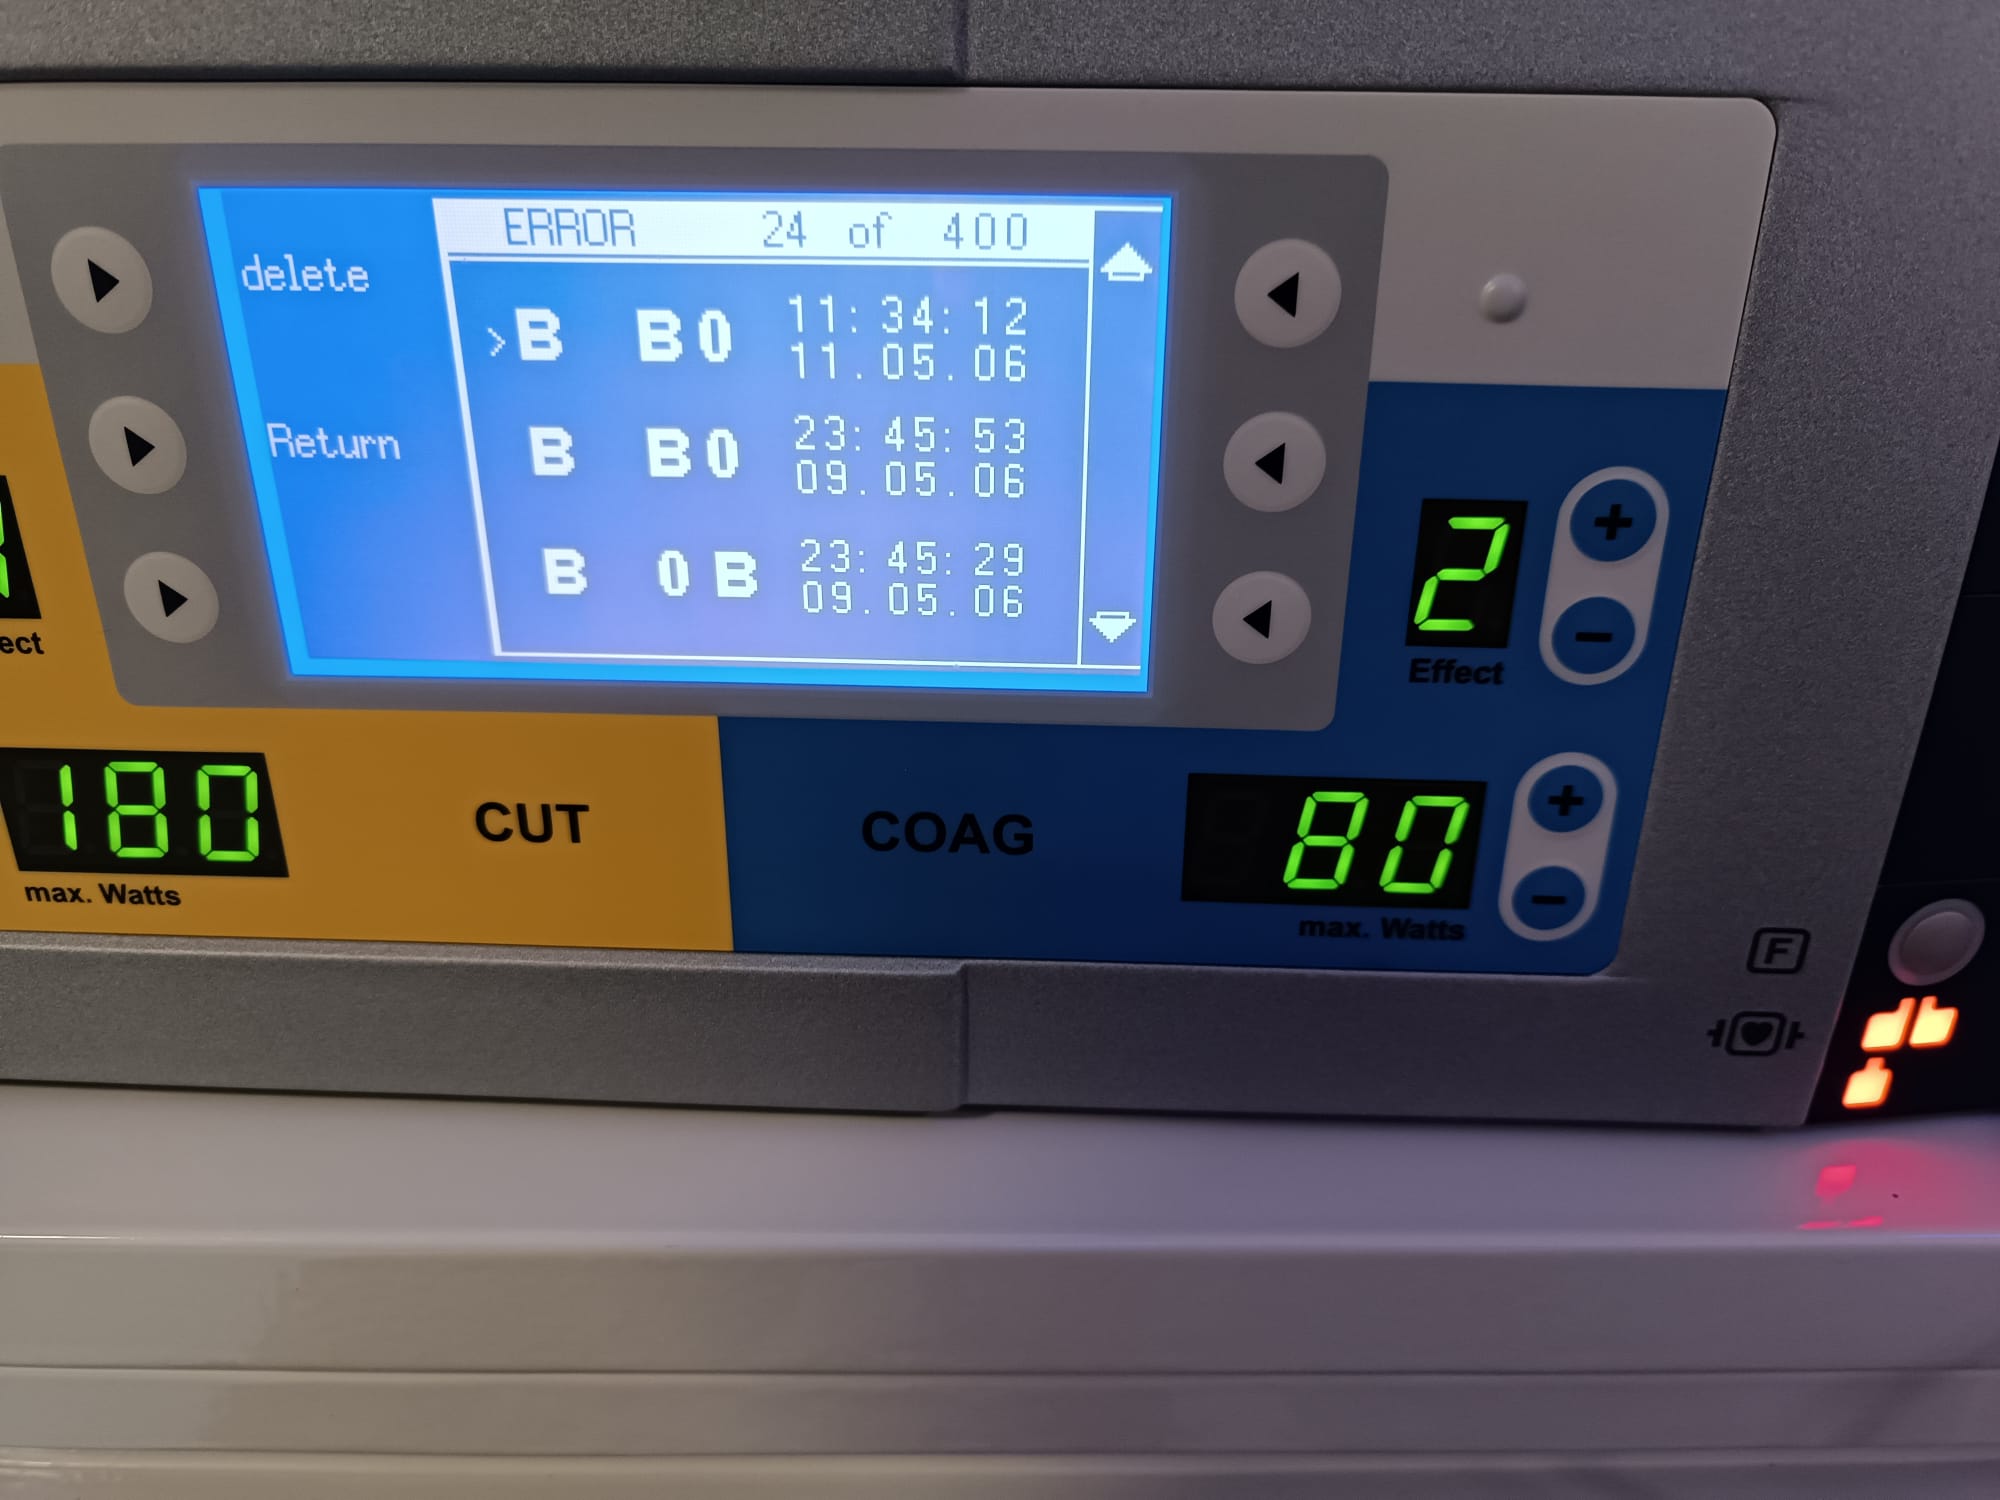 ERROR 24 of 400
delete
>B B0 11:34:12
11.05.06
Return
B B0 23:45:53
09.05.06
B 0B 23:45:29
09.05.06
2
Effect
ect
180
max. Watts
CUT
COAG
80
max. Watts
F